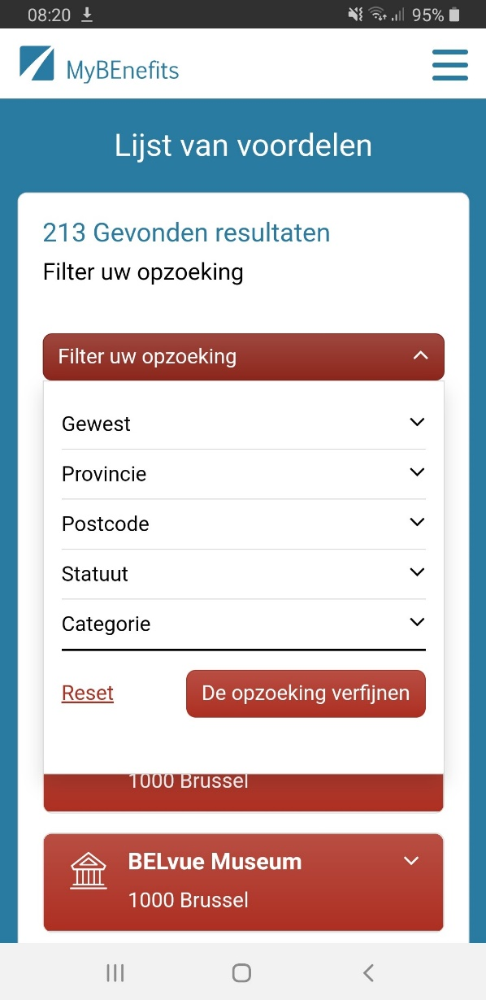 08:20 95%
MyBEnefits
Lijst van voordelen
213 Gevonden resultaten
Filter uw opzoeking
Filter uw opzoeking
Gewest
Provincie
Postcode
Statuut
Categorie
Reset De opzoeking verfijnen
1000 Brussel
BELvue Museum
1000 Brussel